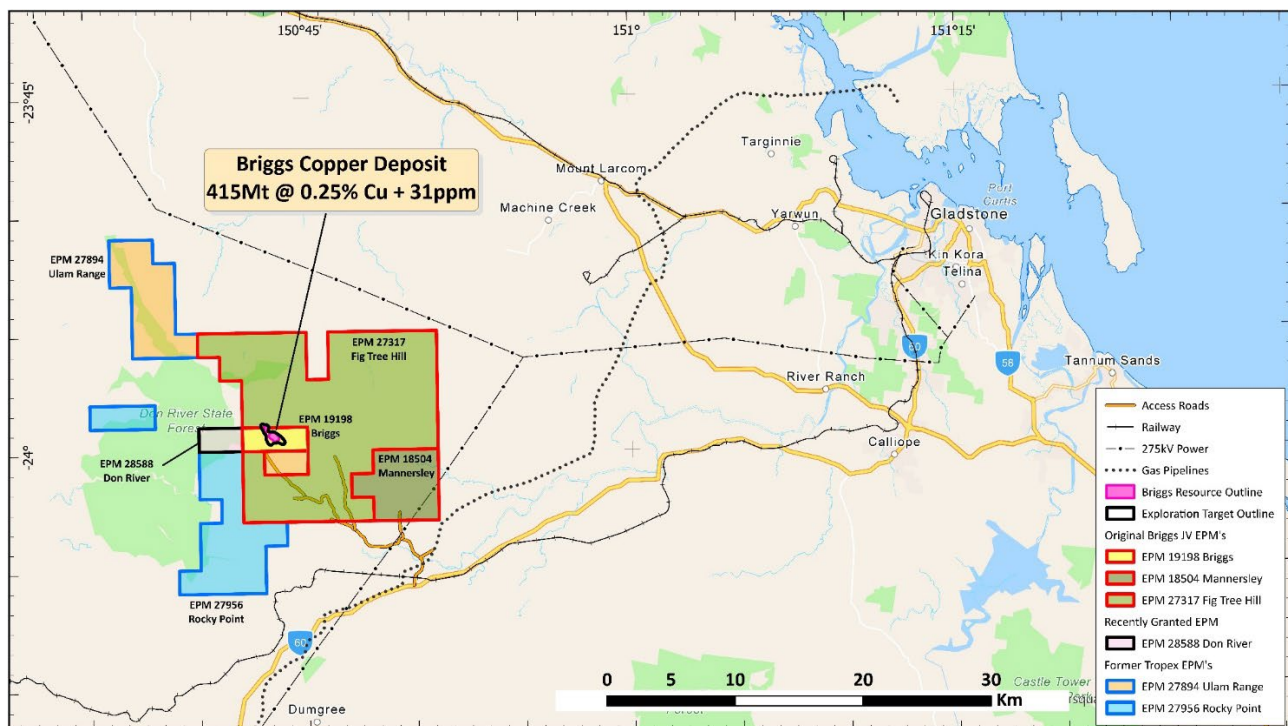 150°45'
151°
151°15'
-23°45'
-24°
Briggs Copper Deposit
415Mt @ 0.25% Cu + 31ppm
Targinnie
Mount Larcom
Machine Creek
Yarwun
Port
Curtis
Gladstone
Kin Kora
Telina
EPM 27894
Ulam Range
EPM 27317
Fig Tree Hill
60
58
Tannum Sands
River Ranch
Don River State
Forest
EPM 19198
Briggs
EPM 28588
Don River
EPM 18504
Mannersley
Calliope
EPM 27956
Rocky Point
60
Dumgree
0 5 10 20 30
Km
Castle Tower
Access Roads
Railway
275kV Power
Gas Pipelines
Briggs Resource Outline
Exploration Target Outline
Original Briggs JV EPM's
EPM 19198 Briggs
EPM 18504 Mannersley
EPM 27317 Fig Tree Hill
Recently Granted EPM
EPM 28588 Don River
Former Tropex EPM's
EPM 27894 Ulam Range
EPM 27956 Rocky Point